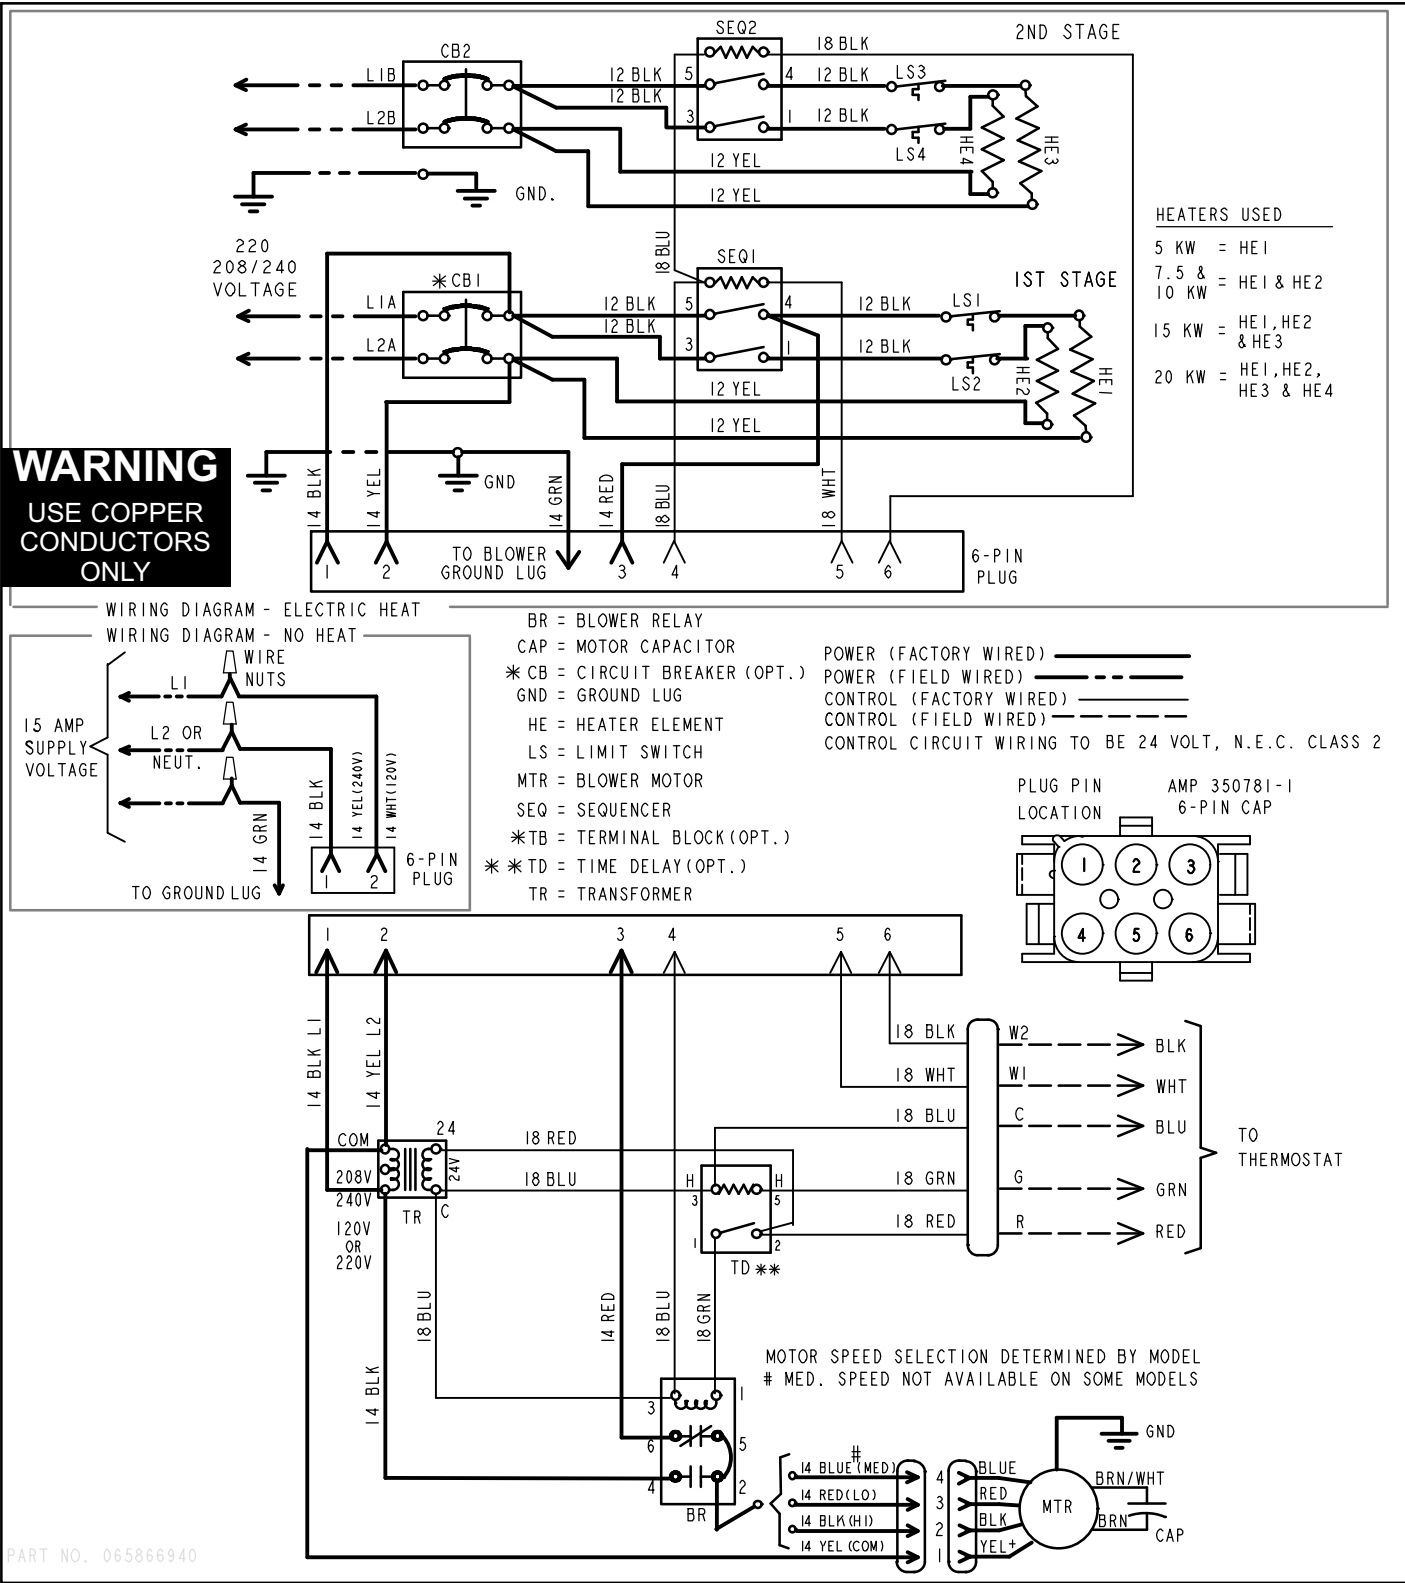 SEQ2
2ND STAGE
CB2
18 BLK
L1B
12 BLK
5
4
12 BLK
LS3
12 BLK
L2B
3
1
12 BLK
LS4
HE4
HE3
12 YEL
GND.
12 YEL
HEATERS USED
5 KW = HE1
7.5 &
10 KW = HE1 & HE2
15 KW = HE1,HE2
& HE3
20 KW = HE1,HE2,
HE3 & HE4
220
208/240
VOLTAGE
18 BLU
SEQ1
1ST STAGE
*CB1
L1A
12 BLK
5
4
12 BLK
LS1
12 BLK
L2A
3
1
12 BLK
LS2
HE2
HE1
12 YEL
12 YEL
WARNING
USE COPPER
CONDUCTORS
ONLY
GND
14 BLK
14 YEL
14 GRN
14 RED
18 BLU
18 WHT
TO BLOWER
GROUND LUG
1
2
3
4
5
6
6-PIN
PLUG
WIRING DIAGRAM - ELECTRIC HEAT
WIRING DIAGRAM - NO HEAT
WIRE
NUTS
L1
15 AMP
SUPPLY
VOLTAGE
L2 OR
NEUT.
14 BLK
14 YEL(240V)
14 WHT(120V)
14 GRN
1
2
6-PIN
PLUG
TO GROUND LUG
BR = BLOWER RELAY
CAP = MOTOR CAPACITOR
* CB = CIRCUIT BREAKER (OPT.)
GND = GROUND LUG
HE = HEATER ELEMENT
LS = LIMIT SWITCH
MTR = BLOWER MOTOR
SEQ = SEQUENCER
*TB = TERMINAL BLOCK(OPT.)
* *TD = TIME DELAY(OPT.)
TR = TRANSFORMER
POWER (FACTORY WIRED)
POWER (FIELD WIRED)
CONTROL (FACTORY WIRED)
CONTROL (FIELD WIRED)
CONTROL CIRCUIT WIRING TO BE 24 VOLT, N.E.C. CLASS 2
PLUG PIN
LOCATION
AMP 350781-1
6-PIN CAP
1
2
3
4
5
6
1
2
3
4
5
6
14 BLK L1
14 YEL L2
18 BLK
W2
BLK
18 WHT
W1
WHT
18 BLU
C
BLU
18 GRN
G
GRN
18 RED
R
RED
TO
THERMOSTAT
COM
208V
240V
120V
OR
220V
24
24V
TR
C
18 RED
18 BLU
H
3
H
5
1
2
TD **
18 BLU
14 RED
18 BLU
18 GRN
14 BLK
3
1
6
5
4
2
BR
MOTOR SPEED SELECTION DETERMINED BY MODEL
# MED. SPEED NOT AVAILABLE ON SOME MODELS
#
14 BLUE (MED)
14 RED(LO)
14 BLK(HI)
14 YEL (COM)
4
3
2
1
BLUE
RED
BLK
YEL+
MTR
GND
BRN/WHT
BRN
CAP
PART NO. 065866940